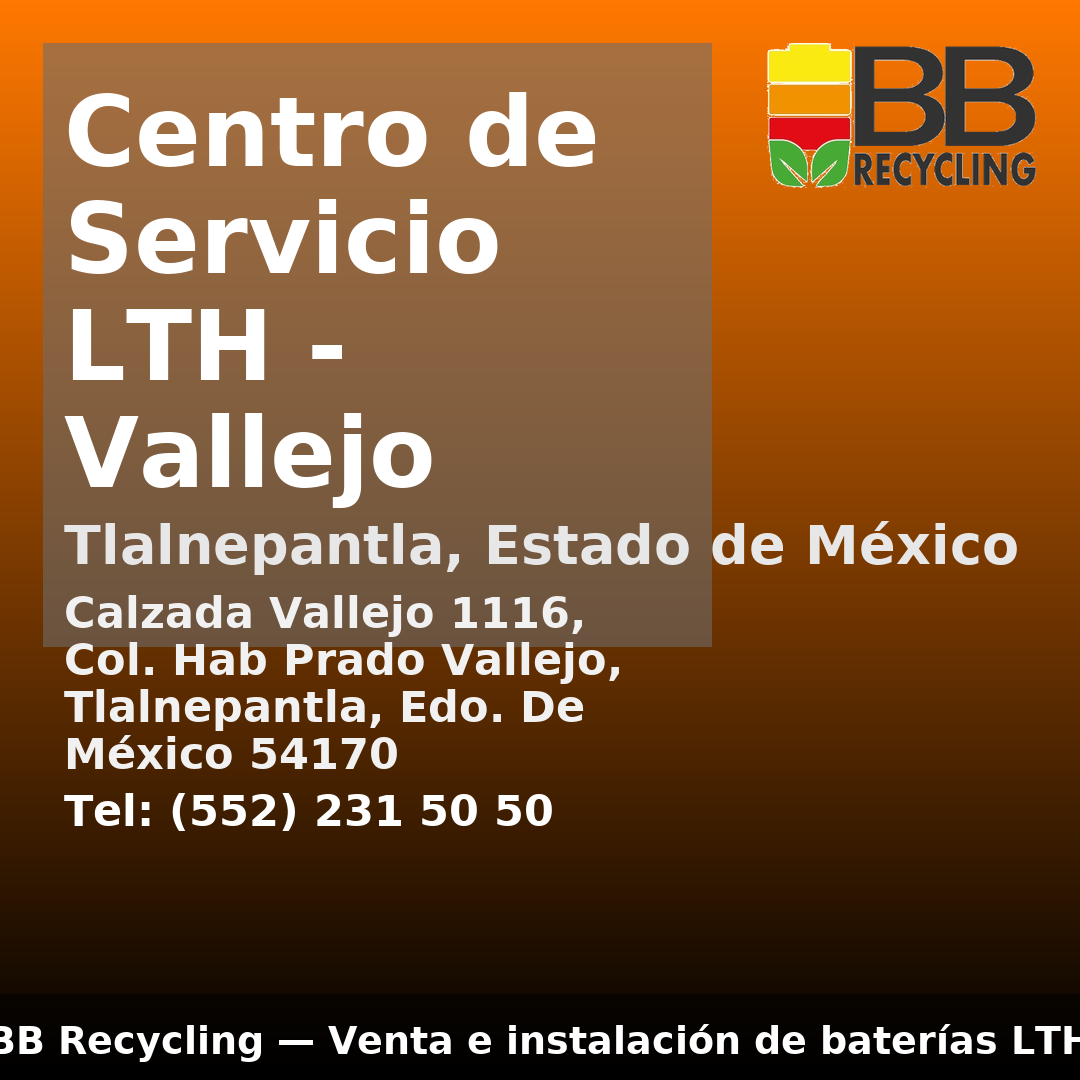 BB
RECYCLING
Centro de
Servicio
LTH -
Vallejo
Tlalnepantla, Estado de México
Calzada Vallejo 1116,
Col. Hab Prado Vallejo,
Tlalnepantla, Edo. De
México 54170
Tel: (552) 231 50 50
BB Recycling — Venta e instalación de baterías LTH